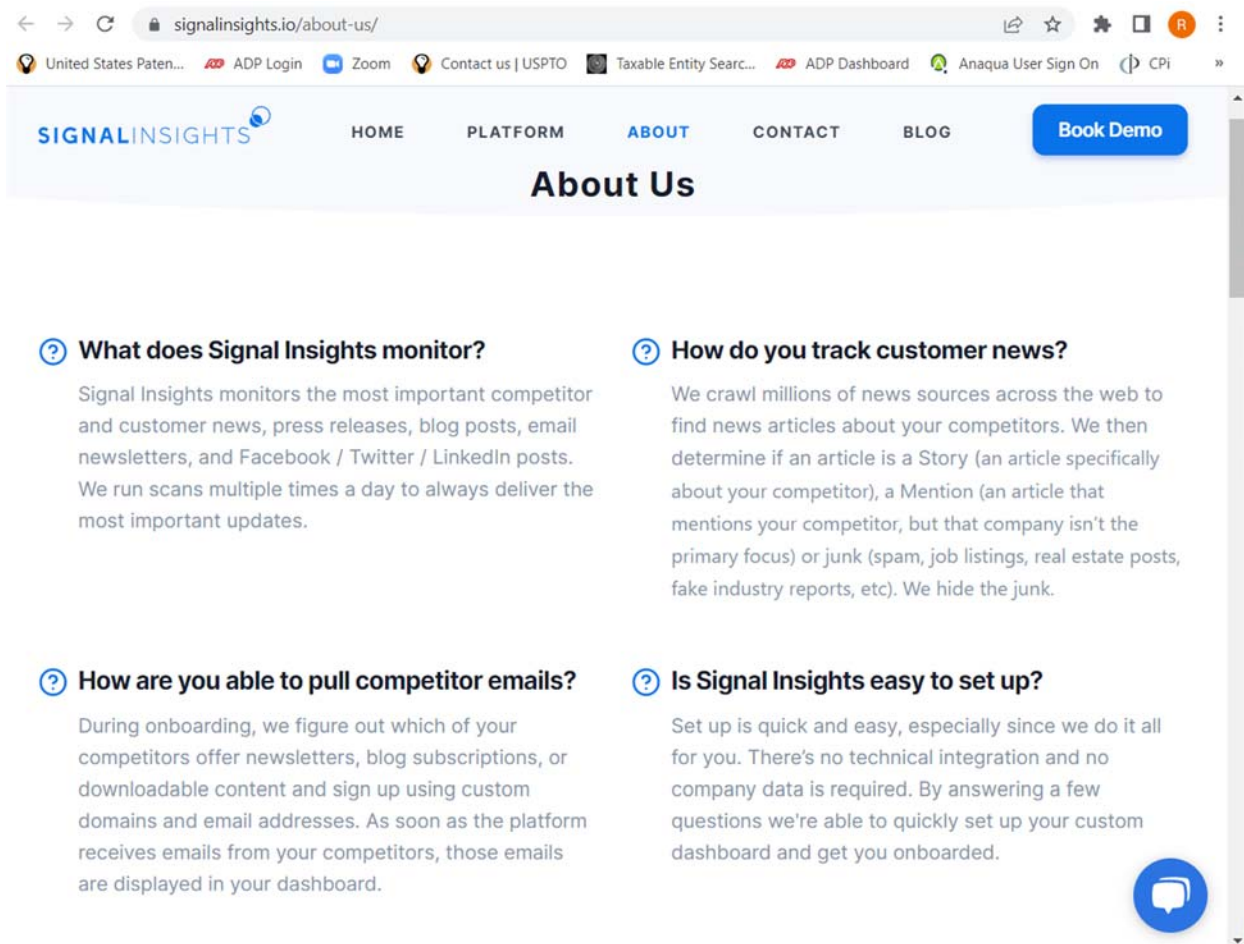 signalinsights.io/about-us/
R
United States Paten... ADP Login Zoom Contact us | USPTO Taxable Entity Searc... ADP Dashboard Anaqua User Sign On CPi »
SIGNALINSIGHTS HOME PLATFORM ABOUT CONTACT BLOG Book Demo
About Us
What does Signal Insights monitor?
Signal Insights monitors the most important competitor
and customer news, press releases, blog posts, email
newsletters, and Facebook / Twitter / LinkedIn posts.
We run scans multiple times a day to always deliver the
most important updates.
How do you track customer news?
We crawl millions of news sources across the web to
find news articles about your competitors. We then
determine if an article is a Story (an article specifically
about your competitor), a Mention (an article that
mentions your competitor, but that company isn't the
primary focus) or junk (spam, job listings, real estate posts,
fake industry reports, etc). We hide the junk.
How are you able to pull competitor emails?
During onboarding, we figure out which of your
competitors offer newsletters, blog subscriptions, or
downloadable content and sign up using custom
domains and email addresses. As soon as the platform
receives emails from your competitors, those emails
are displayed in your dashboard.
Is Signal Insights easy to set up?
Set up is quick and easy, especially since we do it all
for you. There's no technical integration and no
company data is required. By answering a few
questions we're able to quickly set up your custom
dashboard and get you onboarded.